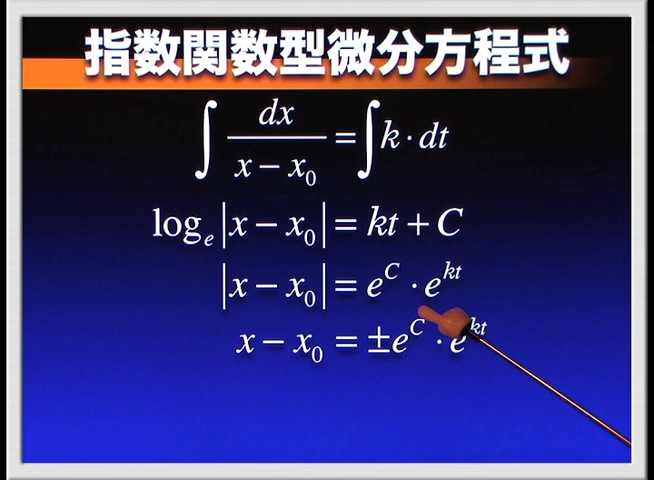 指数関数型微分方程式
∫ dx/(x − x₀) = ∫ k · dt
logₑ |x − x₀| = kt + C
|x − x₀| = e^C · e^{kt}
x − x₀ = ±e^C · e^{kt}